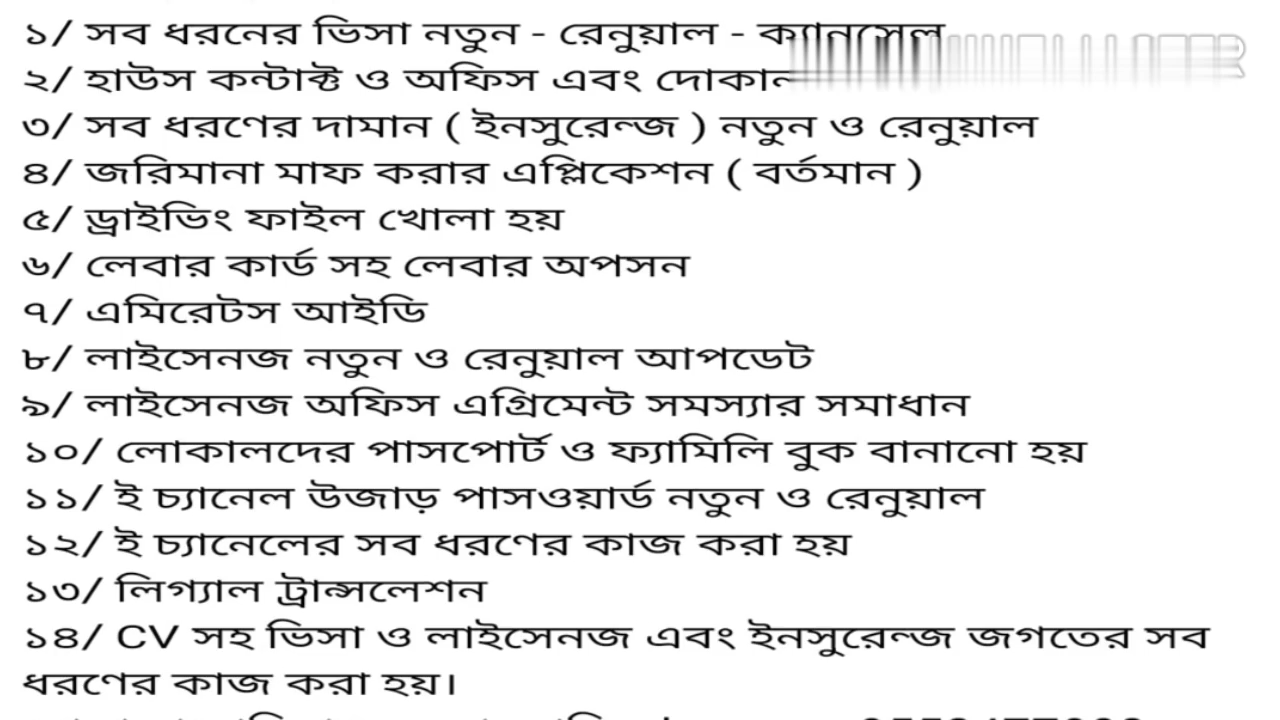 ১/ সব ধরনের ভিসা নতুন - রেনুয়াল - ক্যানসেল
২/ হাউস কন্টাক্ট ও অফিস এবং দোকান
৩/ সব ধরণের দামান ( ইনসুরেন্জ ) নতুন ও রেনুয়াল
৪/ জরিমানা মাফ করার এপ্লিকেশন ( বর্তমান )
৫/ ড্রাইভিং ফাইল খোলা হয়
৬/ লেবার কার্ড সহ লেবার অপসন
৭/ এমিরেটস আইডি
৮/ লাইসেনজ নতুন ও রেনুয়াল আপডেট
৯/ লাইসেনজ অফিস এগ্রিমেন্ট সমস্যার সমাধান
১০/ লোকালদের পাসপোর্ট ও ফ্যামিলি বুক বানানো হয়
১১/ ই চ্যানেল উজাড় পাসওয়ার্ড নতুন ও রেনুয়াল
১২/ ই চ্যানেলের সব ধরণের কাজ করা হয়
১৩/ লিগ্যাল ট্রান্সলেশন
১৪/ CV সহ ভিসা ও লাইসেনজ এবং ইনসুরেন্জ জগতের সব
ধরণের কাজ করা হয়।